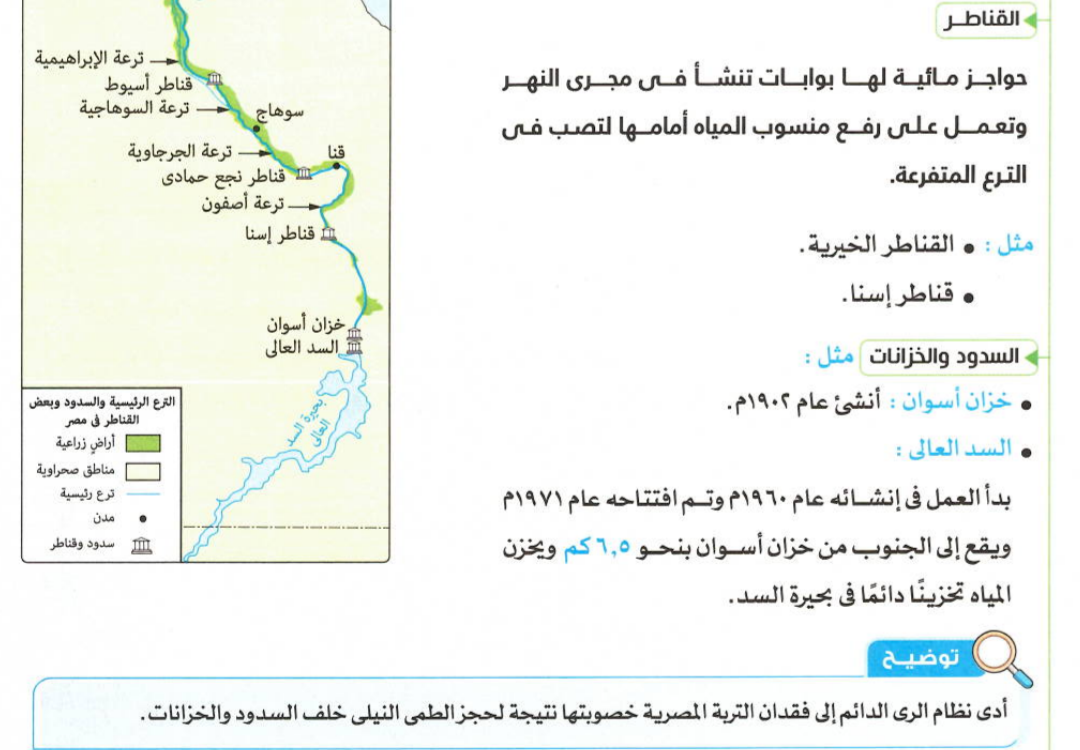 القناطر
حواجز مائية لها بوابات تنشأ فى مجرى النهر
وتعمل على رفع منسوب المياه أمامها لتصب فى
الترع المتفرعة.
مثل : • القناطر الخيرية.
• قناطر إسنا.
السدود والخزانات مثل :
• خزان أسوان : أنشئ عام ١٩٠٢م.
• السد العالى :
بدأ العمل فى إنشائه عام ١٩٦٠م وتم افتتاحه عام ١٩٧١م
ويقع إلى الجنوب من خزان أسوان بنحو ٦,٥ كم ويخزن
المياه تخزينًا دائمًا فى بحيرة السد.
ترعة الإبراهيمية
قناطر أسيوط
ترعة السوهاجية
سوهاج
ترعة الجرجاوية
قنا
قناطر نجع حمادى
ترعة أصفون
قناطر إسنا
خزان أسوان
السد العالى
بحيرة السد
العالى
الترع الرئيسية والسدود وبعض
القناطر فى مصر
أراضٍ زراعية
مناطق صحراوية
ترع رئيسية
مدن
سدود وقناطر
توضيح
أدى نظام الرى الدائم إلى فقدان التربة المصرية خصوبتها نتيجة لحجز الطمى النيلى خلف السدود والخزانات.